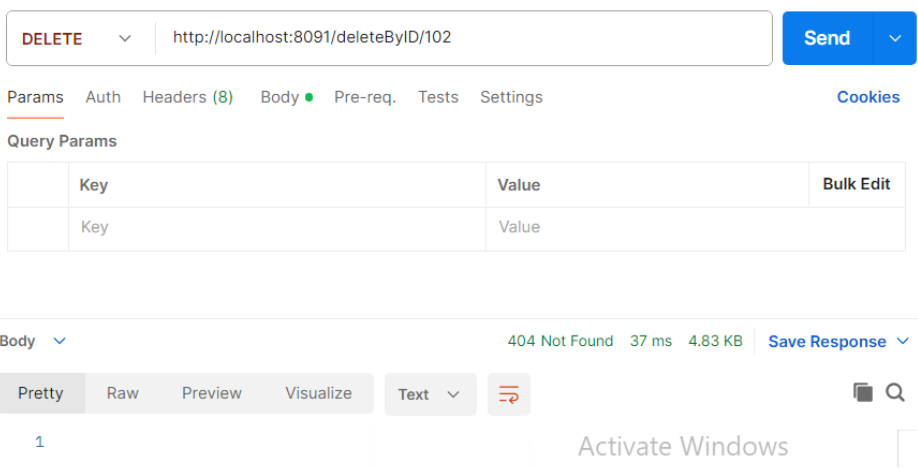 DELETE http://localhost:8091/deleteByID/102 Send
Params Auth Headers (8) Body Pre-req. Tests Settings Cookies
Query Params
Key Value Bulk Edit
Key Value
Body 404 Not Found 37 ms 4.83 KB Save Response
Pretty Raw Preview Visualize Text
1
Activate Windows